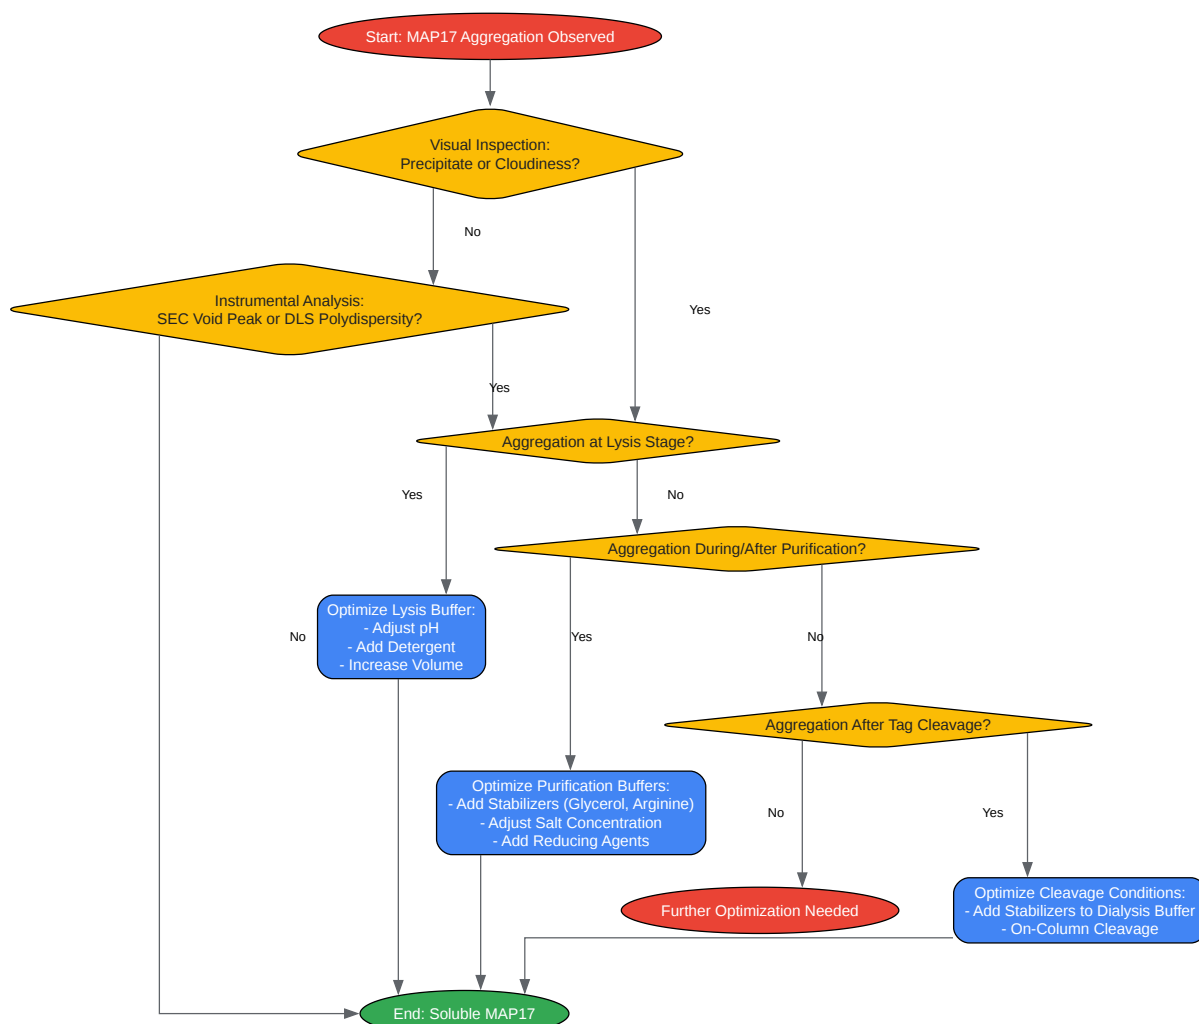 Start: MAP17 Aggregation Observed
Visual Inspection:
Precipitate or Cloudiness?
No
Instrumental Analysis:
SEC Void Peak or DLS Polydispersity?
Yes
Yes
Aggregation at Lysis Stage?
Yes
No
Aggregation During/After Purification?
Optimize Lysis Buffer:
- Adjust pH
- Add Detergent
- Increase Volume
No
Yes
No
Aggregation After Tag Cleavage?
Optimize Purification Buffers:
- Add Stabilizers (Glycerol, Arginine)
- Adjust Salt Concentration
- Add Reducing Agents
No
Yes
Further Optimization Needed
Optimize Cleavage Conditions:
- Add Stabilizers to Dialysis Buffer
- On-Column Cleavage
End: Soluble MAP17